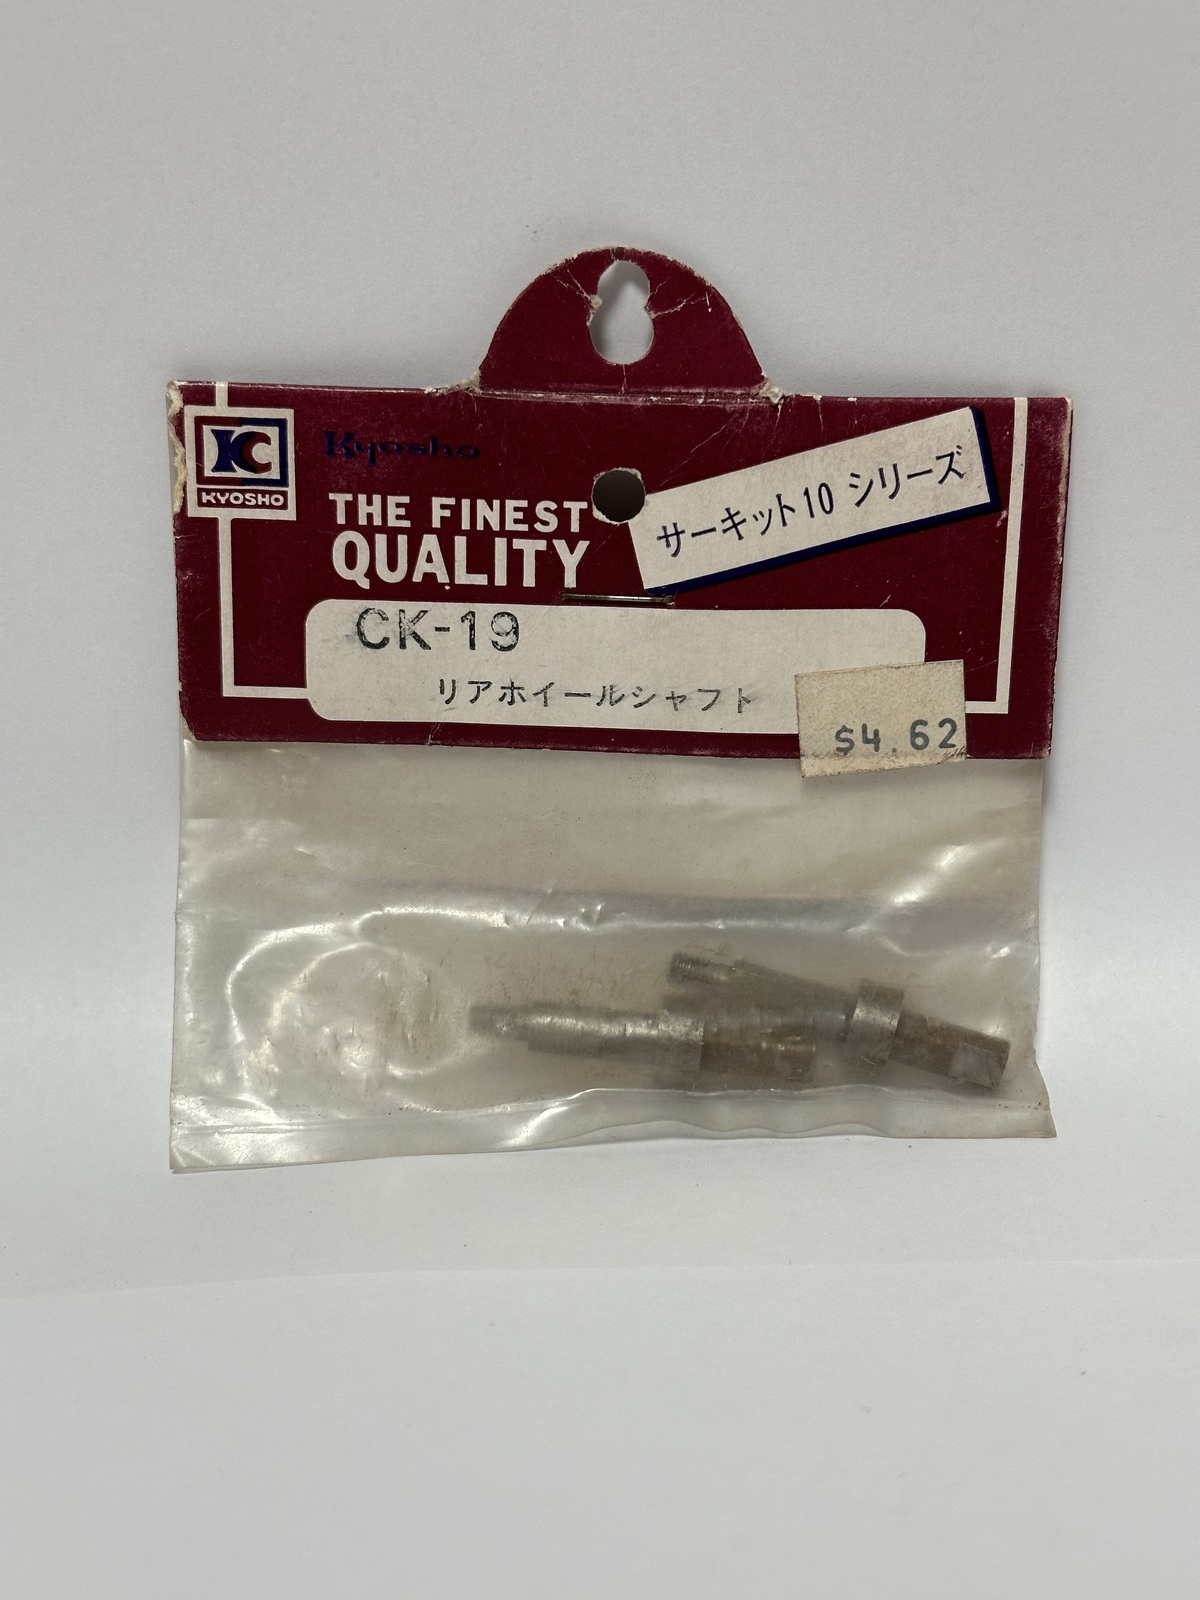 KC
KYOSHO
Kyosho
THE FINEST
QUALITY
サーキット10 シリーズ
CK-19
リアホイールシャフト
$4.62